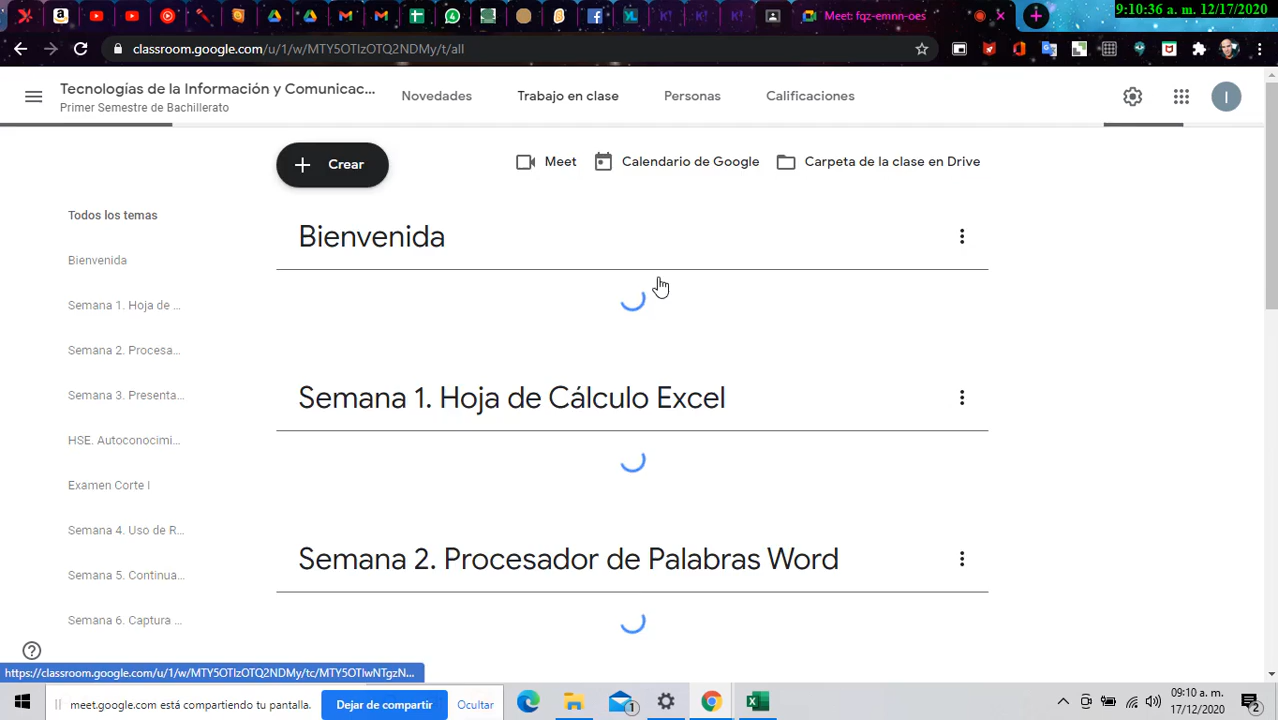 9:10:36 a. m. 12/17/2020
Meet: fqz-emnn-oes
classroom.google.com/u/1/w/MTY5OTIzOTQ2NDMy/t/all
Tecnologías de la Información y Comunicac...
Primer Semestre de Bachillerato
Novedades
Trabajo en clase
Personas
Calificaciones
I
Crear
Meet
Calendario de Google
Carpeta de la clase en Drive
Todos los temas
Bienvenida
Semana 1. Hoja de ...
Semana 2. Procesa...
Semana 3. Presenta...
HSE. Autoconocimi...
Examen Corte I
Semana 4. Uso de R...
Semana 5. Continua...
Semana 6. Captura ...
Bienvenida
Semana 1. Hoja de Cálculo Excel
Semana 2. Procesador de Palabras Word
https://classroom.google.com/u/1/w/MTY5OTIzOTQ2NDMy/tc/MTY5OTIwNTgzN...
meet.google.com está compartiendo tu pantalla.
Dejar de compartir
Ocultar
1
09:10 a. m.
17/12/2020
2